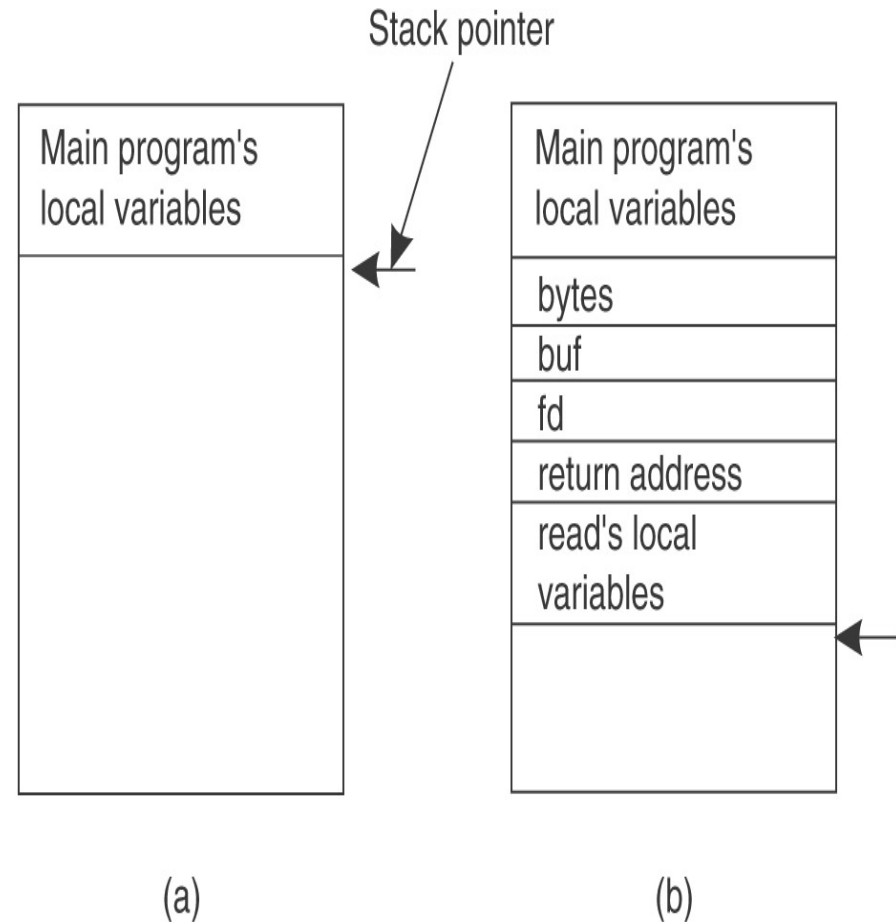 Stack pointer
Main program's
local variables
Main program's
local variables
bytes
buf
fd
return address
read's local
variables
(a)
(b)